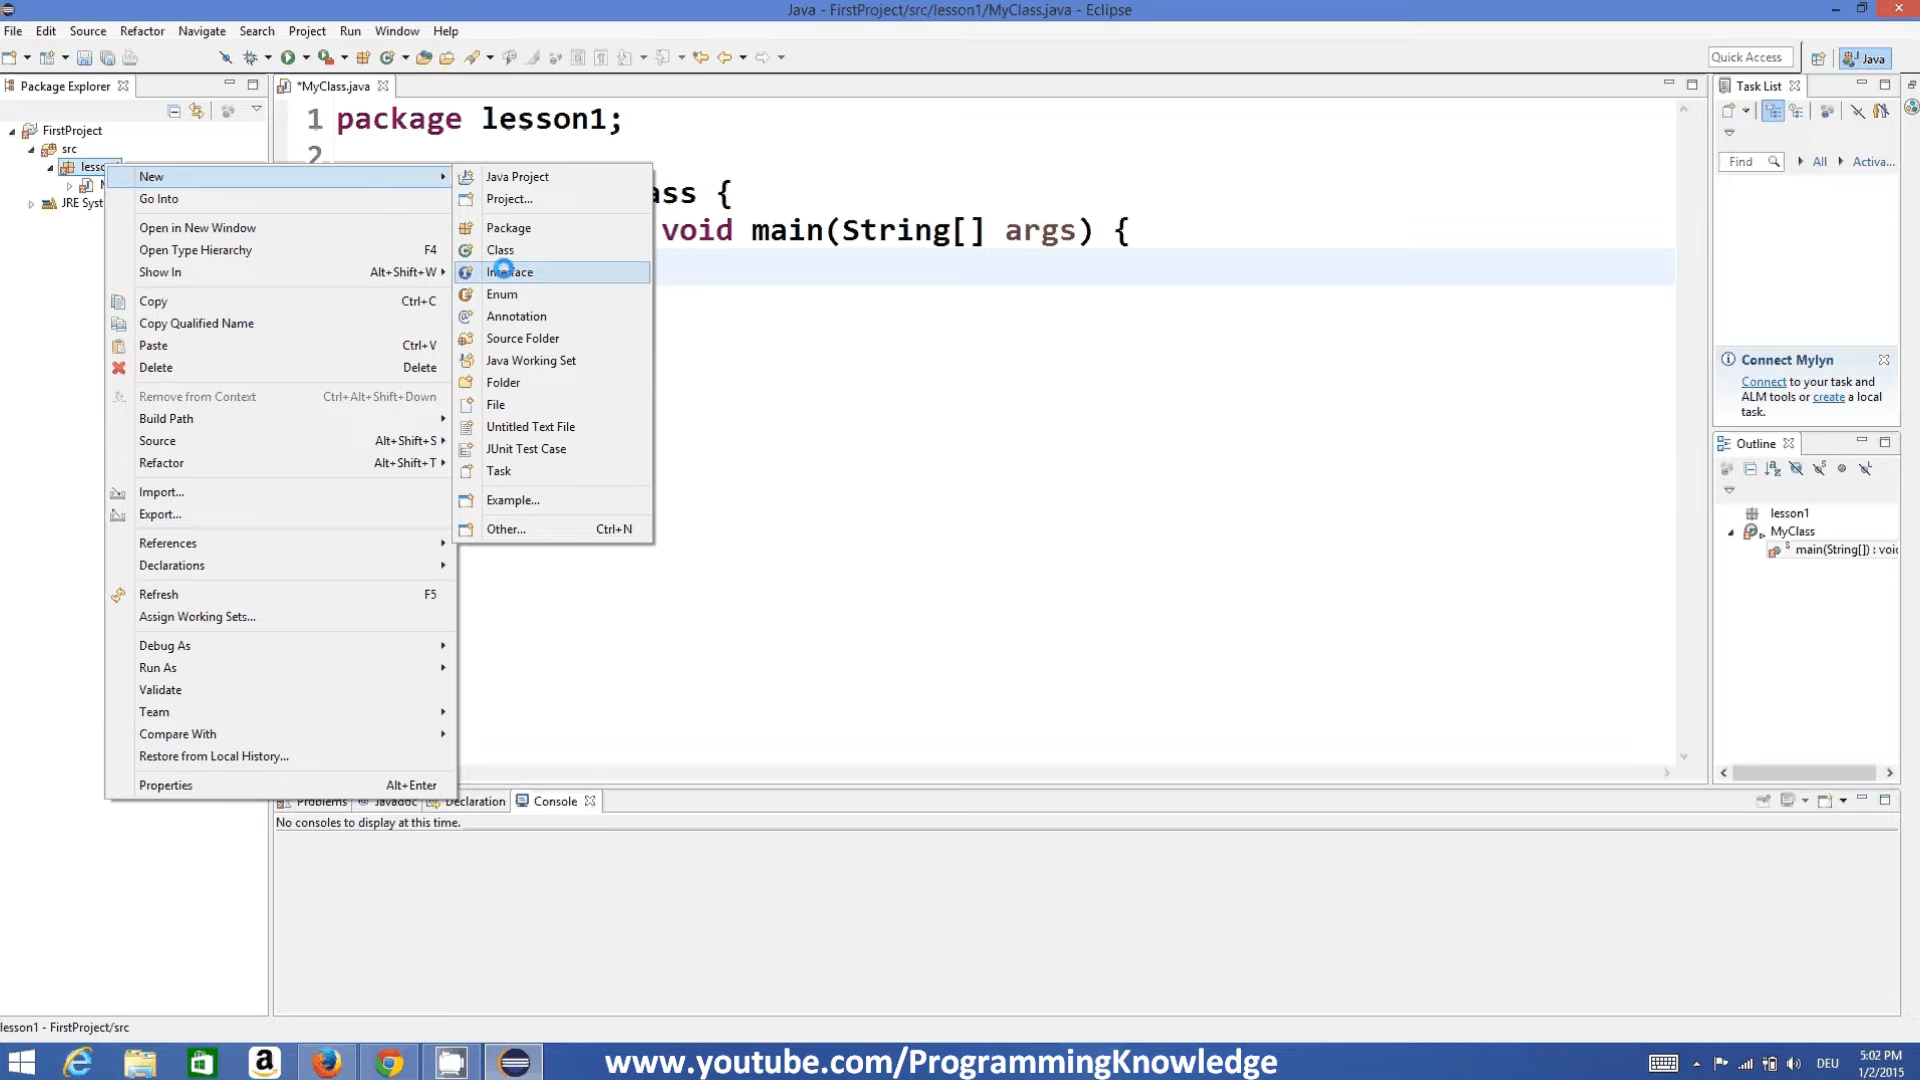 Java - FirstProject/src/lesson1/MyClass.java - Eclipse
File Edit Source Refactor Navigate Search Project Run Window Help
Quick Access
Java
Package Explorer
*MyClass.java
Task List
1 package lesson1;
2
FirstProject
src
JRE Syst
Find
All
Activa...
New
Go Into
Open in New Window
Open Type Hierarchy F4
Show In Alt+Shift+W
Copy Ctrl+C
Copy Qualified Name
Paste Ctrl+V
Delete Delete
Remove from Context Ctrl+Alt+Shift+Down
Build Path
Source Alt+Shift+S
Refactor Alt+Shift+T
Import...
Export...
References
Declarations
Refresh F5
Assign Working Sets...
Debug As
Run As
Validate
Team
Compare With
Restore from Local History...
Properties Alt+Enter
Java Project
Project...
Package
Class
Interface
Enum
Annotation
Source Folder
Java Working Set
Folder
File
Untitled Text File
JUnit Test Case
Task
Example...
Other... Ctrl+N
ass {
void main(String[] args) {
Connect Mylyn
Connect to your task and
ALM tools or create a local
task.
Outline
lesson1
MyClass
main(String[]) : voi
Problems Javadoc Declaration Console
No consoles to display at this time.
lesson1 - FirstProject/src
www.youtube.com/ProgrammingKnowledge
DEU
5:02 PM
1/2/2015